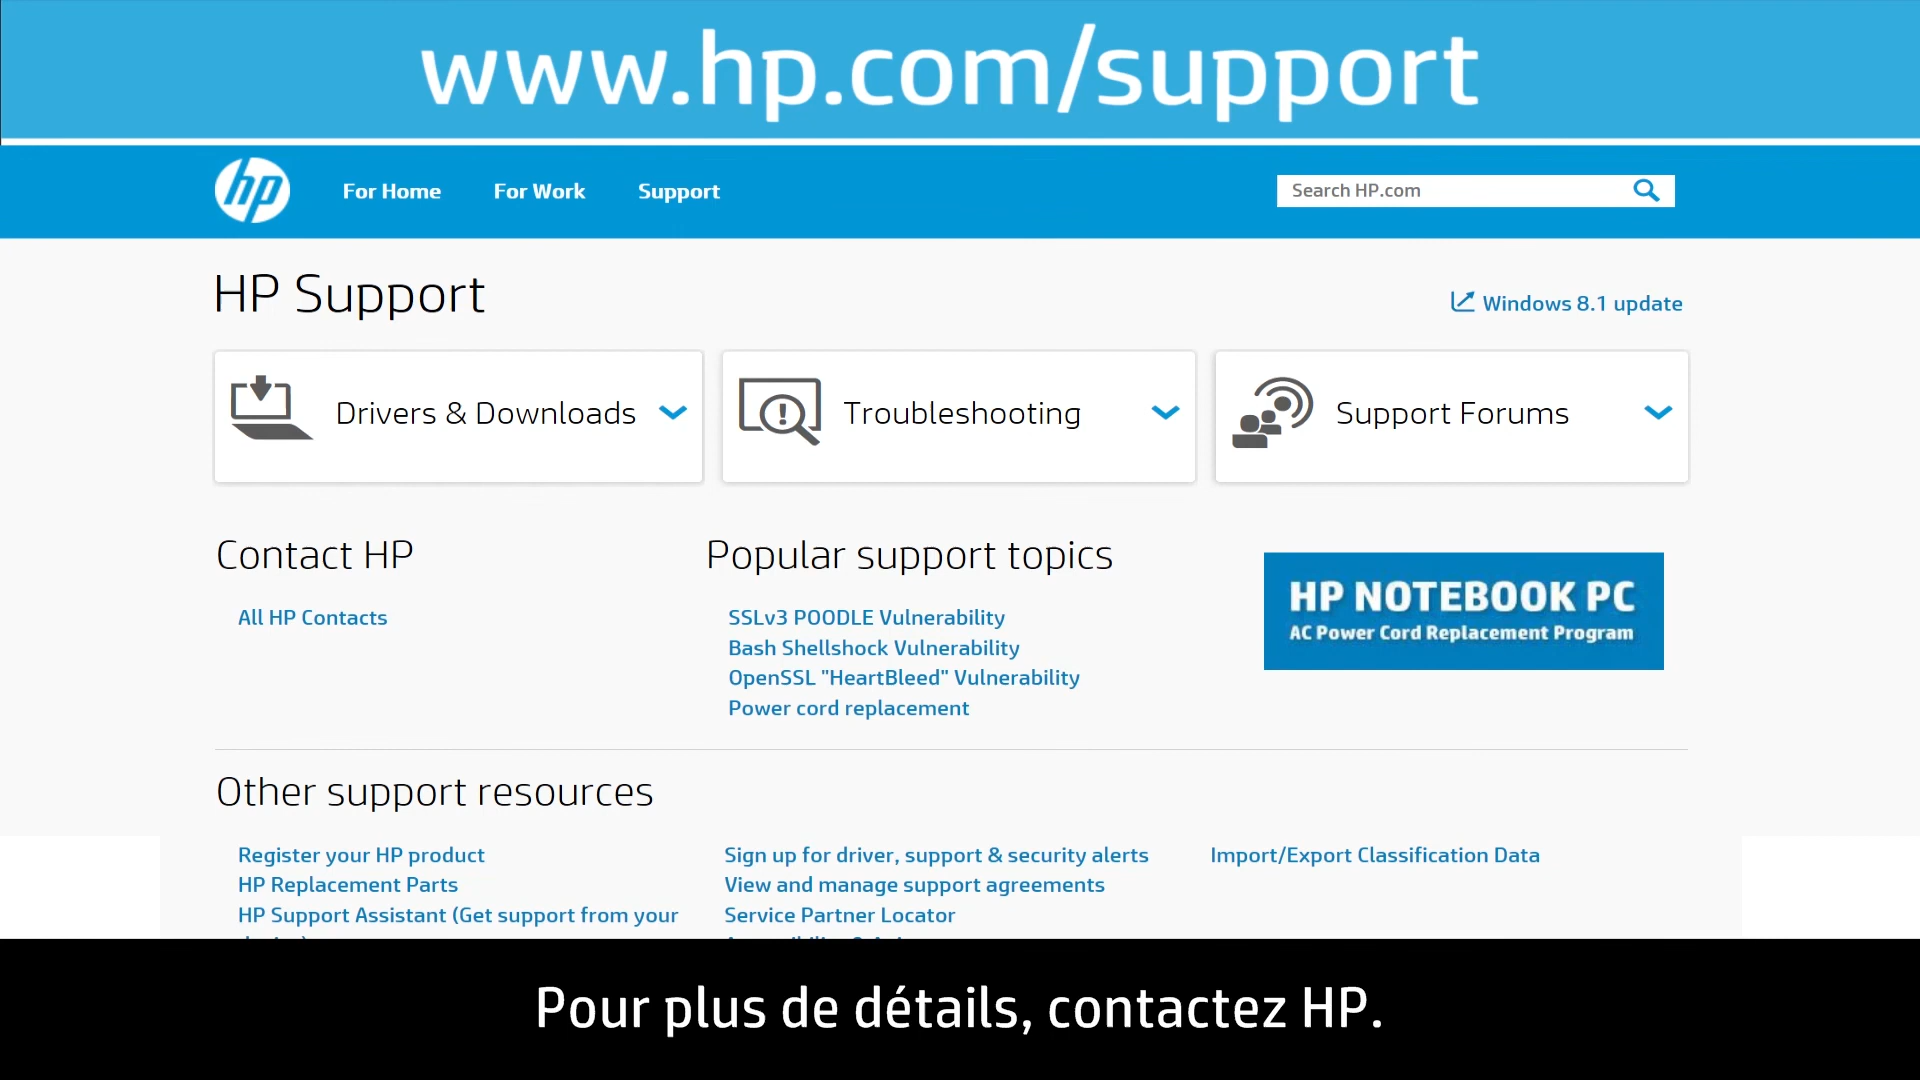 www.hp.com/support
hp For Home For Work Support Search HP.com
HP Support
Windows 8.1 update
Drivers & Downloads
Troubleshooting
Support Forums
Contact HP
All HP Contacts
Popular support topics
SSLv3 POODLE Vulnerability
Bash Shellshock Vulnerability
OpenSSL "HeartBleed" Vulnerability
Power cord replacement
HP NOTEBOOK PC
AC Power Cord Replacement Program
Other support resources
Register your HP product
HP Replacement Parts
HP Support Assistant (Get support from your
Sign up for driver, support & security alerts
View and manage support agreements
Service Partner Locator
Import/Export Classification Data
Pour plus de détails, contactez HP.